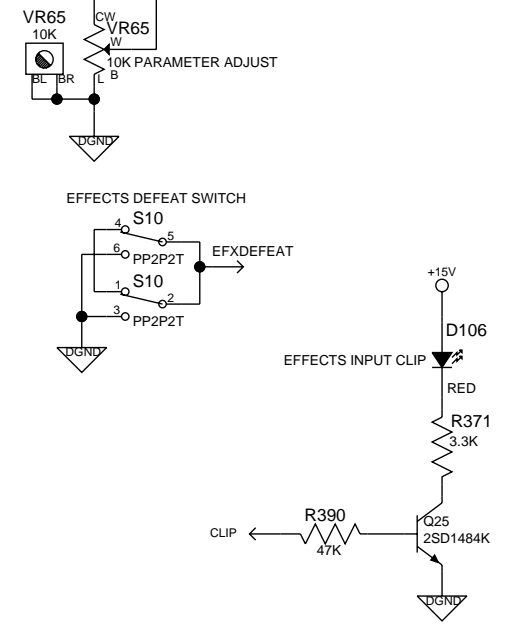 VR65
10K
BL BR
CW
VR65
W
10K PARAMETER ADJUST
L B
DGND
EFFECTS DEFEAT SWITCH
4 S10
5
6 PP2P2T
EFXDEFEAT
1 S10
2
3 PP2P2T
DGND
+15V
D106
EFFECTS INPUT CLIP
RED
R371
3.3K
R390
47K
CLIP
Q25
2SD1484K
DGND